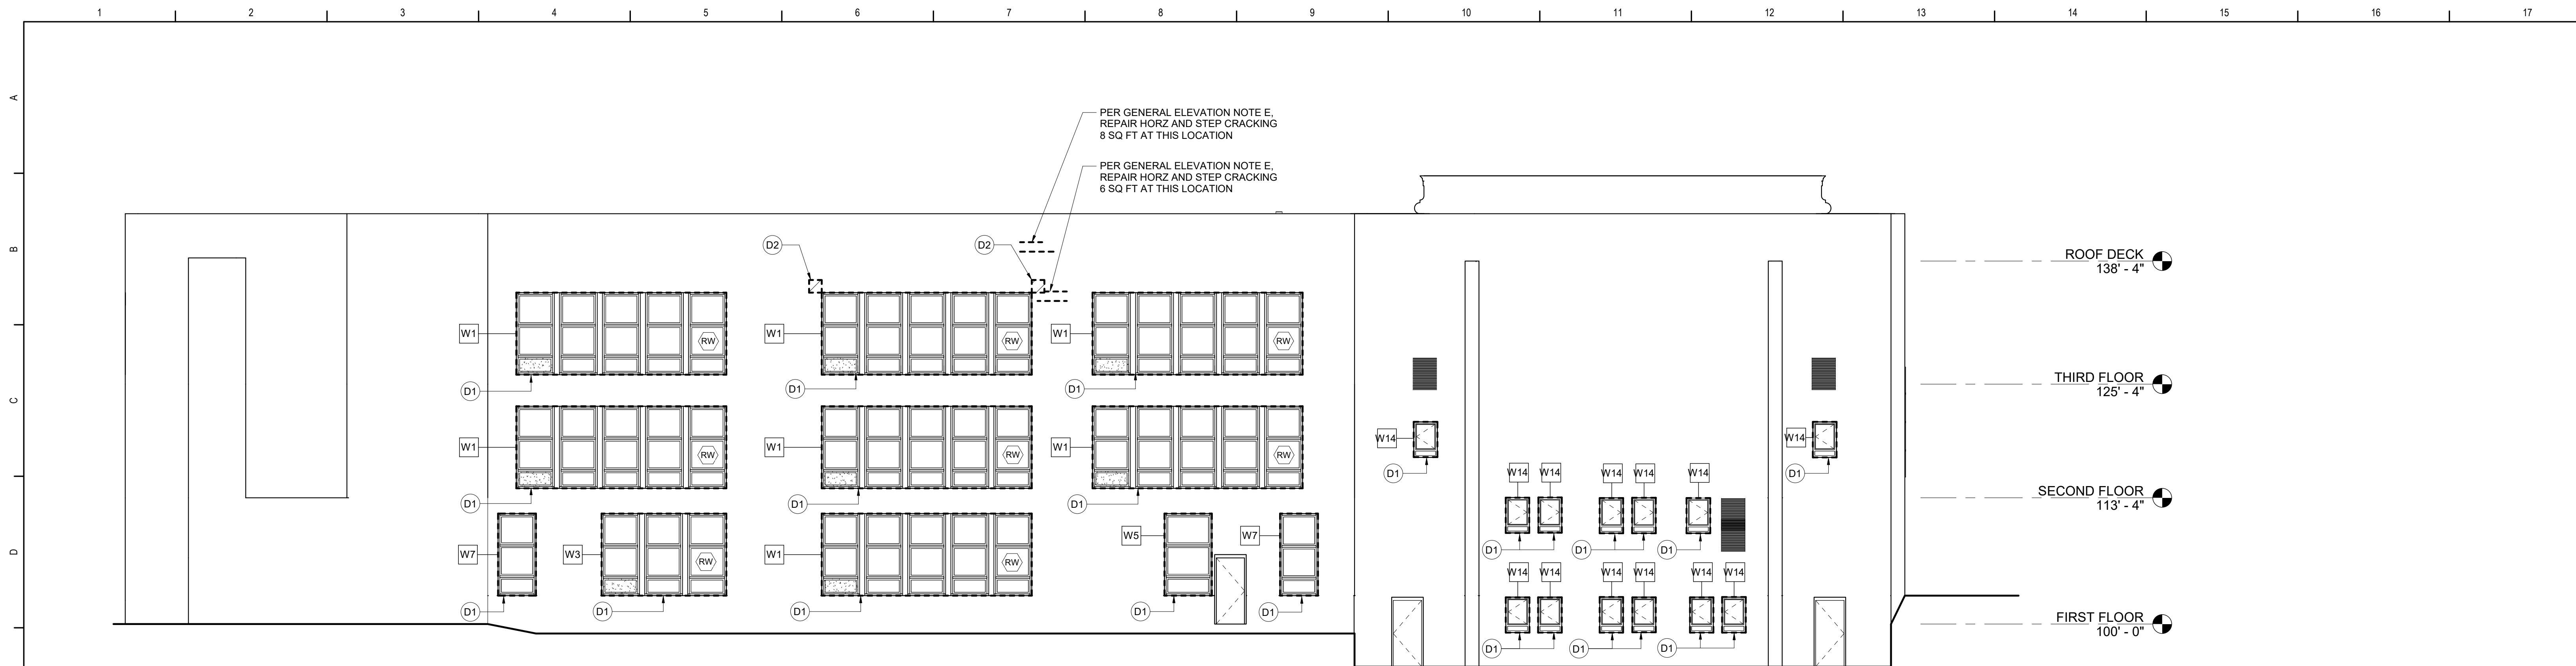 1 2 3 4 5 6 7 8 9 10 11 12 13 14 15 16 17
A
PER GENERAL ELEVATION NOTE E,
REPAIR HORZ AND STEP CRACKING
8 SQ FT AT THIS LOCATION
PER GENERAL ELEVATION NOTE E,
REPAIR HORZ AND STEP CRACKING
6 SQ FT AT THIS LOCATION
B
D2 D2
ROOF DECK
138' - 4"
W1 W1 W1
RW RW RW
D1 D1 D1
THIRD FLOOR
125' - 4"
C
W1 W1 W1
RW RW RW
W14 W14
D1 D1
W14 W14 W14 W14 W14
D1 D1 D1
SECOND FLOOR
113' - 4"
D
W7 W3 W1 W5 W7
RW RW
D1 D1 D1
W14 W14 W14 W14 W14 W14
D1 D1 D1 D1 D1
FIRST FLOOR
100' - 0"
D1 D1 D1